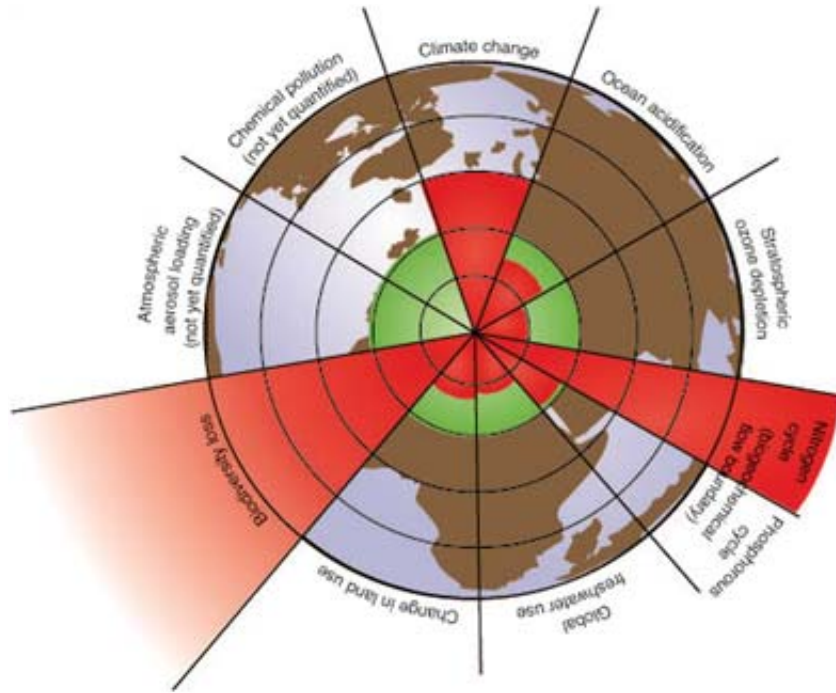 Climate change
Ocean acidification
Stratospheric
ozone depletion
Nitrogen
cycle
(biogeochemical
flow boundary)
Phosphorous
cycle
Global
freshwater use
Change in land use
Biodiversity loss
Atmospheric
aerosol loading
(not yet quantified)
Chemical pollution
(not yet quantified)